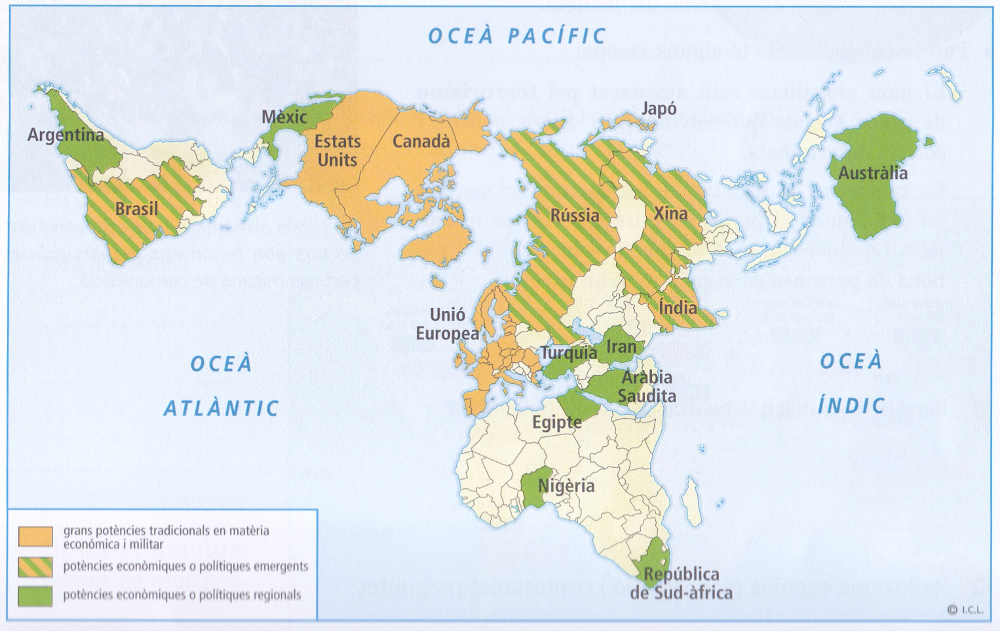 OCEÀ PACÍFIC
Japó
Mèxic
Argentina
Estats
Units
Canadà
Austràlia
Brasil
Rússia
Xina
Unió
Europea
Índia
Turquia
Iran
OCEÀ
ATLÀNTIC
OCEÀ
ÍNDIC
Aràbia
Saudita
Egipte
Nigèria
República
de Sud-àfrica
grans potències tradicionals en matèria
económica i militar
potències econòmiques o polítiques emergents
potències econòmiques o polítiques regionals
© I.C.L.